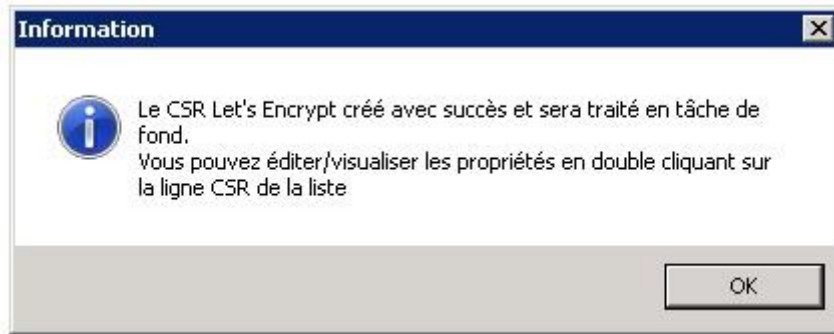 Information
Le CSR Let's Encrypt créé avec succès et sera traité en tâche de
fond.
Vous pouvez éditer/visualiser les propriétés en double cliquant sur
la ligne CSR de la liste
OK